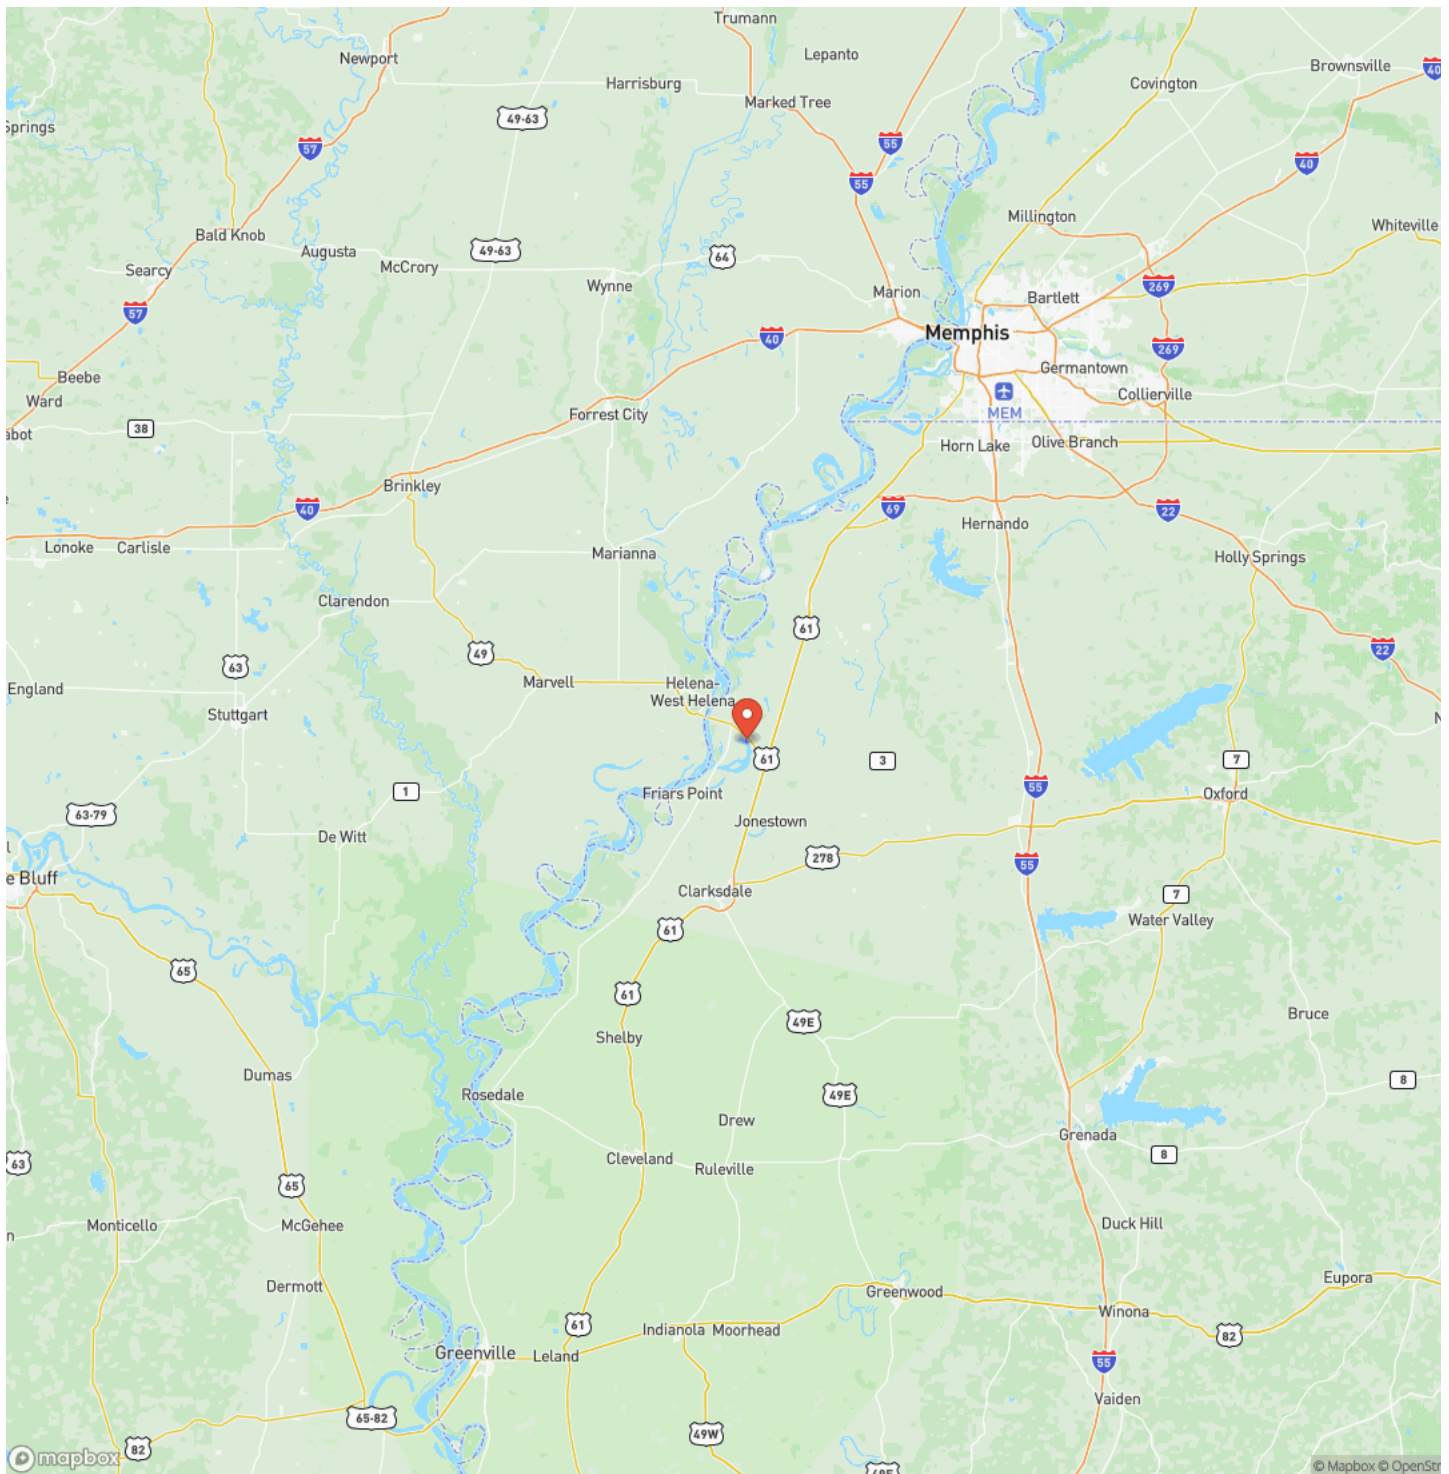 Trumann
Lepanto
Newport
Brownsville
40
Harrisburg
Covington
Marked Tree
49-63
Springs
57
55
40
55
Millington
Whiteville
Bald Knob
Augusta
49-63
McCrory
64
Searcy
Wynne
269
Marion
Bartlett
57
Memphis
40
269
Germantown
Beebe
Collierville
Ward
MEM
Forrest City
38
abot
Horn Lake
Olive Branch
Brinkley
40
69
22
Hernando
Lonoke
Carlisle
Marianna
Holly Springs
Clarendon
61
49
22
63
England
Marvell
Helena-
West Helena
Stuttgart
61
3
7
1
55
Friars Point
Oxford
63-79
Jonestown
De Witt
278
55
e Bluff
Clarksdale
7
Water Valley
61
65
61
Bruce
49E
Shelby
Dumas
8
Rosedale
49E
Drew
Grenada
63
Cleveland
Ruleville
8
65
Monticello
McGehee
Duck Hill
Dermott
Eupora
Greenwood
Winona
61
Indianola
Moorhead
82
Greenville
Leland
55
Vaiden
65-82
49W
82
mapbox
49E
© Mapbox © OpenStr